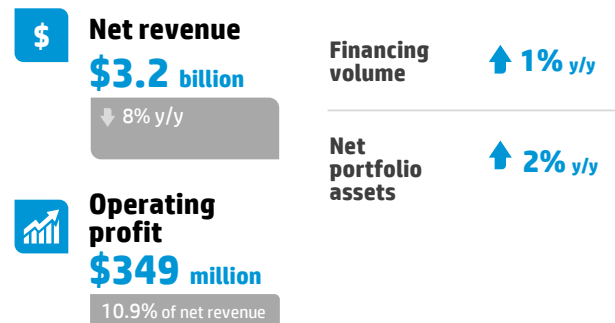 $
Net revenue
$3.2 billion
8% y/y
Operating
profit
$349 million
10.9% of net revenue
Financing
volume
1% y/y
Net
portfolio
assets
2% y/y